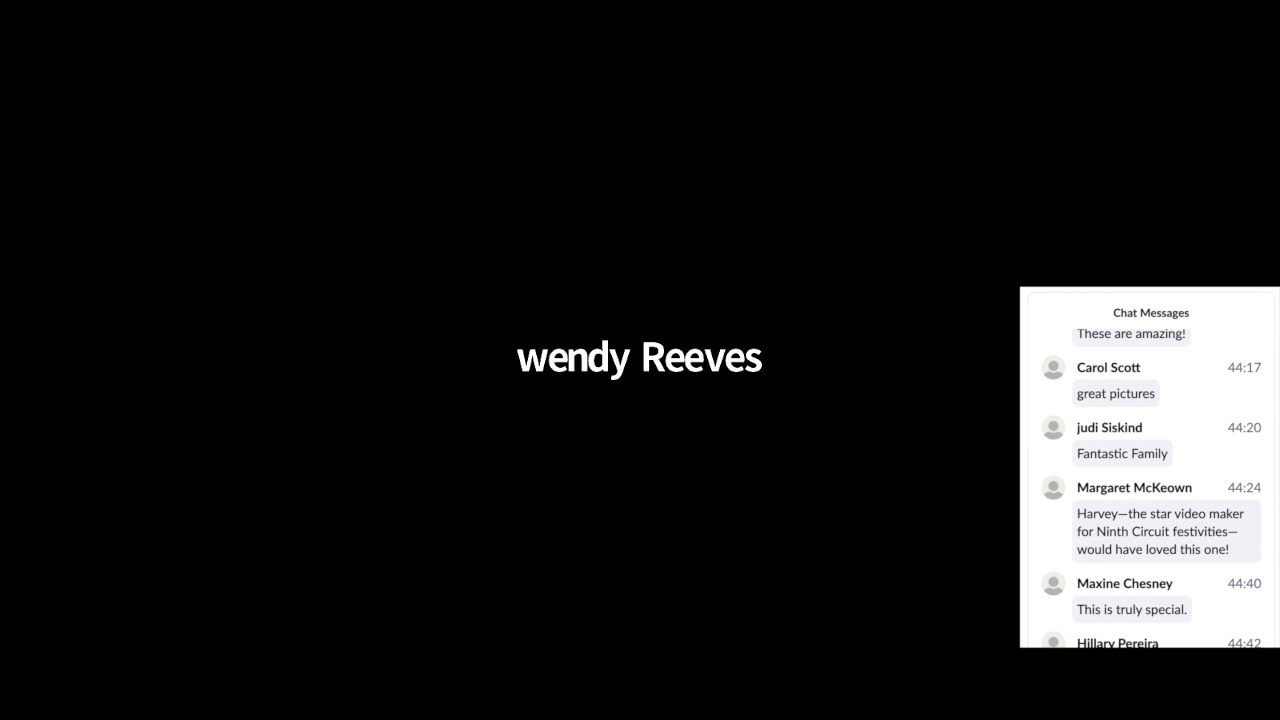 wendy Reeves
Chat Messages
These are amazing!
Carol Scott 44:17
great pictures
judi Siskind 44:20
Fantastic Family
Margaret McKeown 44:24
Harvey—the star video maker
for Ninth Circuit festivities—
would have loved this one!
Maxine Chesney 44:40
This is truly special.
Hillary Pereira 44:42